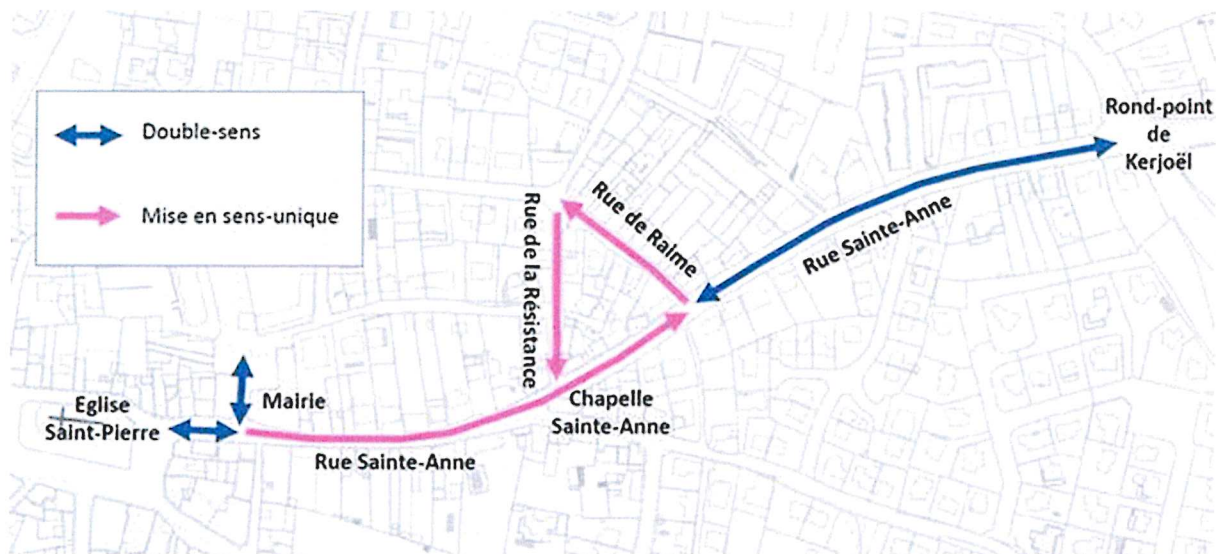 Double-sens
Mise en sens-unique
Rond-point
de
Kerjoël
Rue de Raime
Rue de la Résistance
Rue Sainte-Anne
Mairie
Eglise
Saint-Pierre
Chapelle
Sainte-Anne
Rue Sainte-Anne